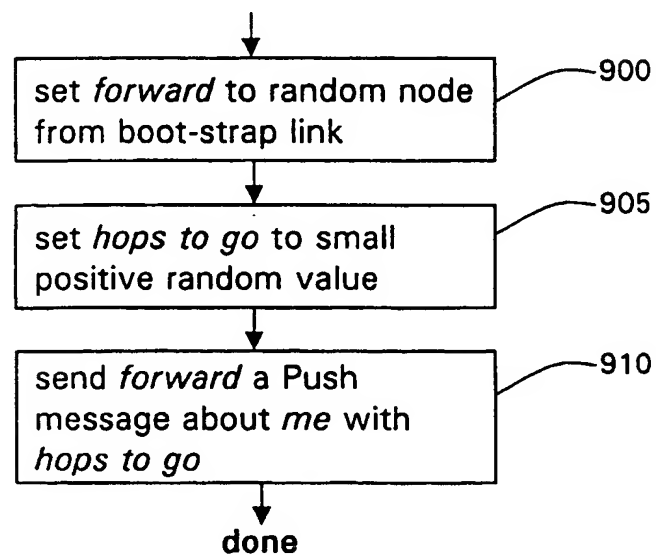 set forward to random node
from boot-strap link
900
set hops to go to small
positive random value
905
send forward a Push
message about me with
hops to go
910
done